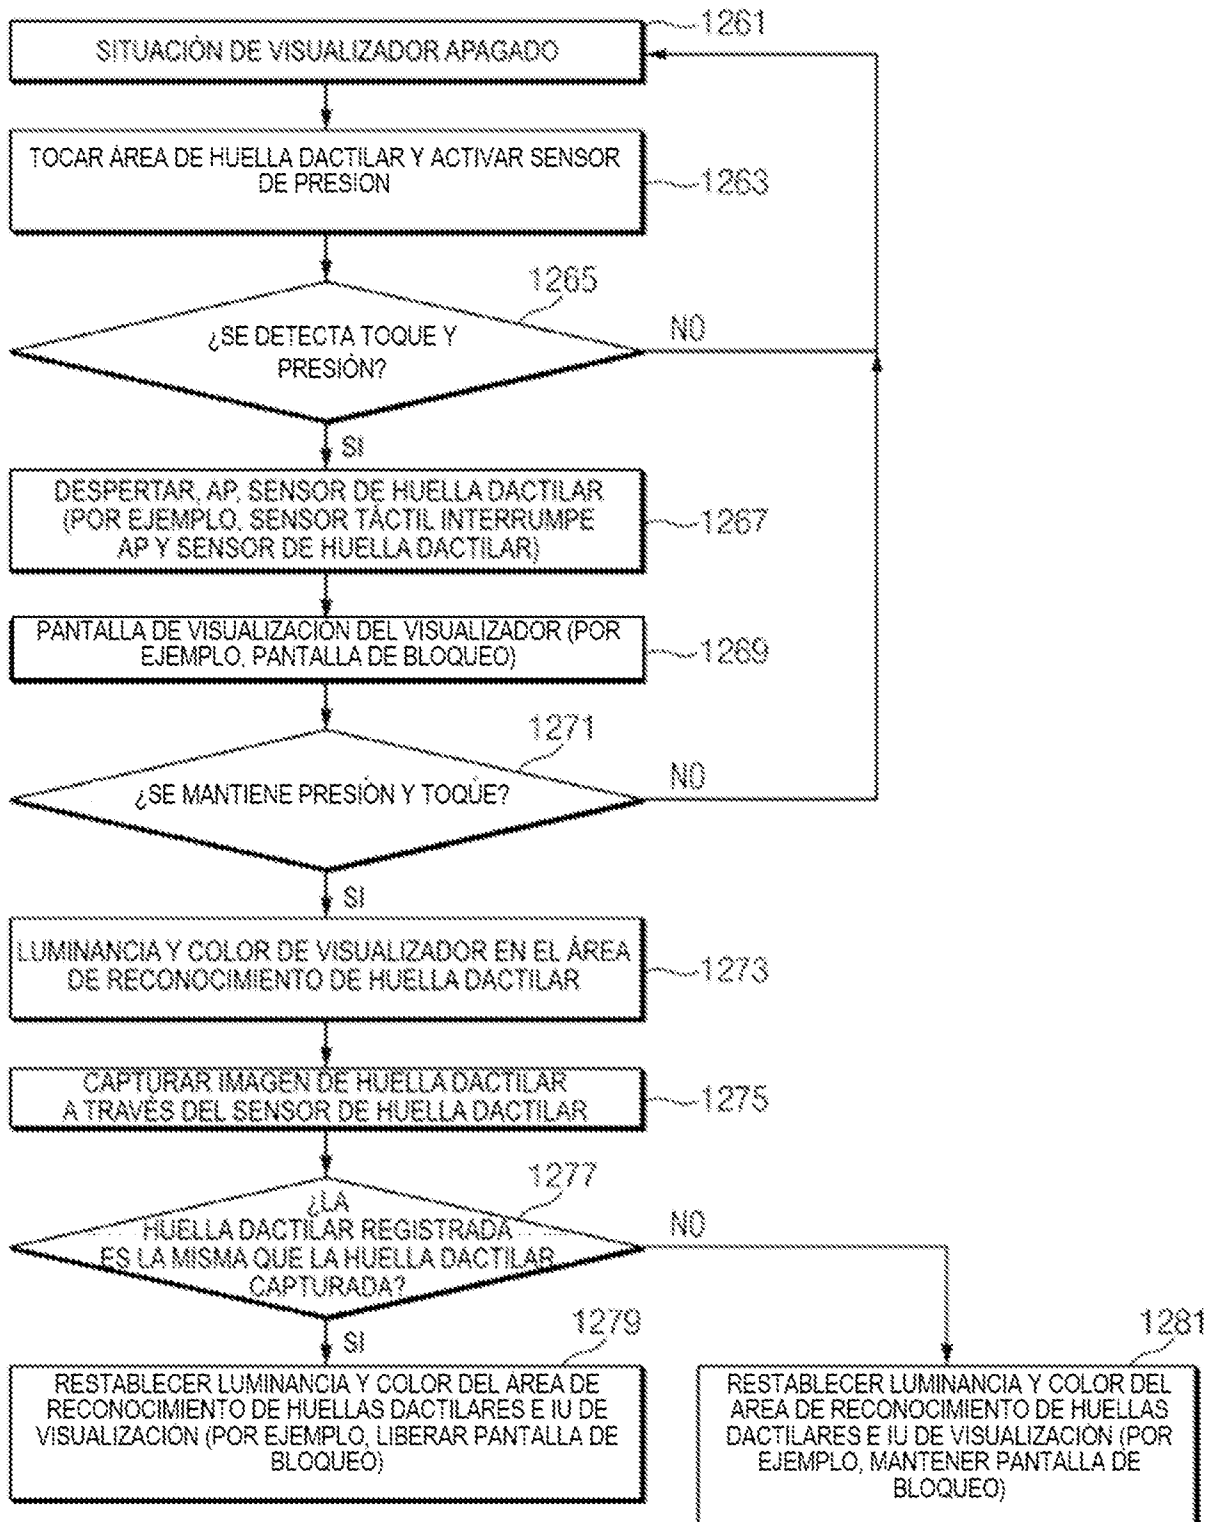 1261
SITUACIÓN DE VISUALIZADOR APAGADO
TOCAR ÁREA DE HUELLA DACTILAR Y ACTIVAR SENSOR
DE PRESIÓN
1263
1265
¿SE DETECTA TOQUE Y
PRESIÓN?
NO
SI
DESPERTAR, AP, SENSOR DE HUELLA DACTILAR
(POR EJEMPLO, SENSOR TÁCTIL INTERRUMPE
AP Y SENSOR DE HUELLA DACTILAR)
1267
PANTALLA DE VISUALIZACIÓN DEL VISUALIZADOR (POR
EJEMPLO, PANTALLA DE BLOQUEO)
1269
1271
¿SE MANTIENE PRESIÓN Y TOQUE?
NO
SI
LUMINANCIA Y COLOR DE VISUALIZADOR EN EL ÁREA
DE RECONOCIMIENTO DE HUELLA DACTILAR
1273
CAPTURAR IMAGEN DE HUELLA DACTILAR
A TRAVÉS DEL SENSOR DE HUELLA DACTILAR
1275
1277
¿LA
HUELLA DACTILAR REGISTRADA
ES LA MISMA QUE LA HUELLA DACTILAR
CAPTURADA?
NO
SI
1279
RESTABLECER LUMINANCIA Y COLOR DEL ÁREA DE
RECONOCIMIENTO DE HUELLAS DACTILARES E IU DE
VISUALIZACIÓN (POR EJEMPLO, LIBERAR PANTALLA DE
BLOQUEO)
1281
RESTABLECER LUMINANCIA Y COLOR DEL
ÁREA DE RECONOCIMIENTO DE HUELLAS
DACTILARES E IU DE VISUALIZACIÓN (POR
EJEMPLO, MANTENER PANTALLA DE
BLOQUEO)